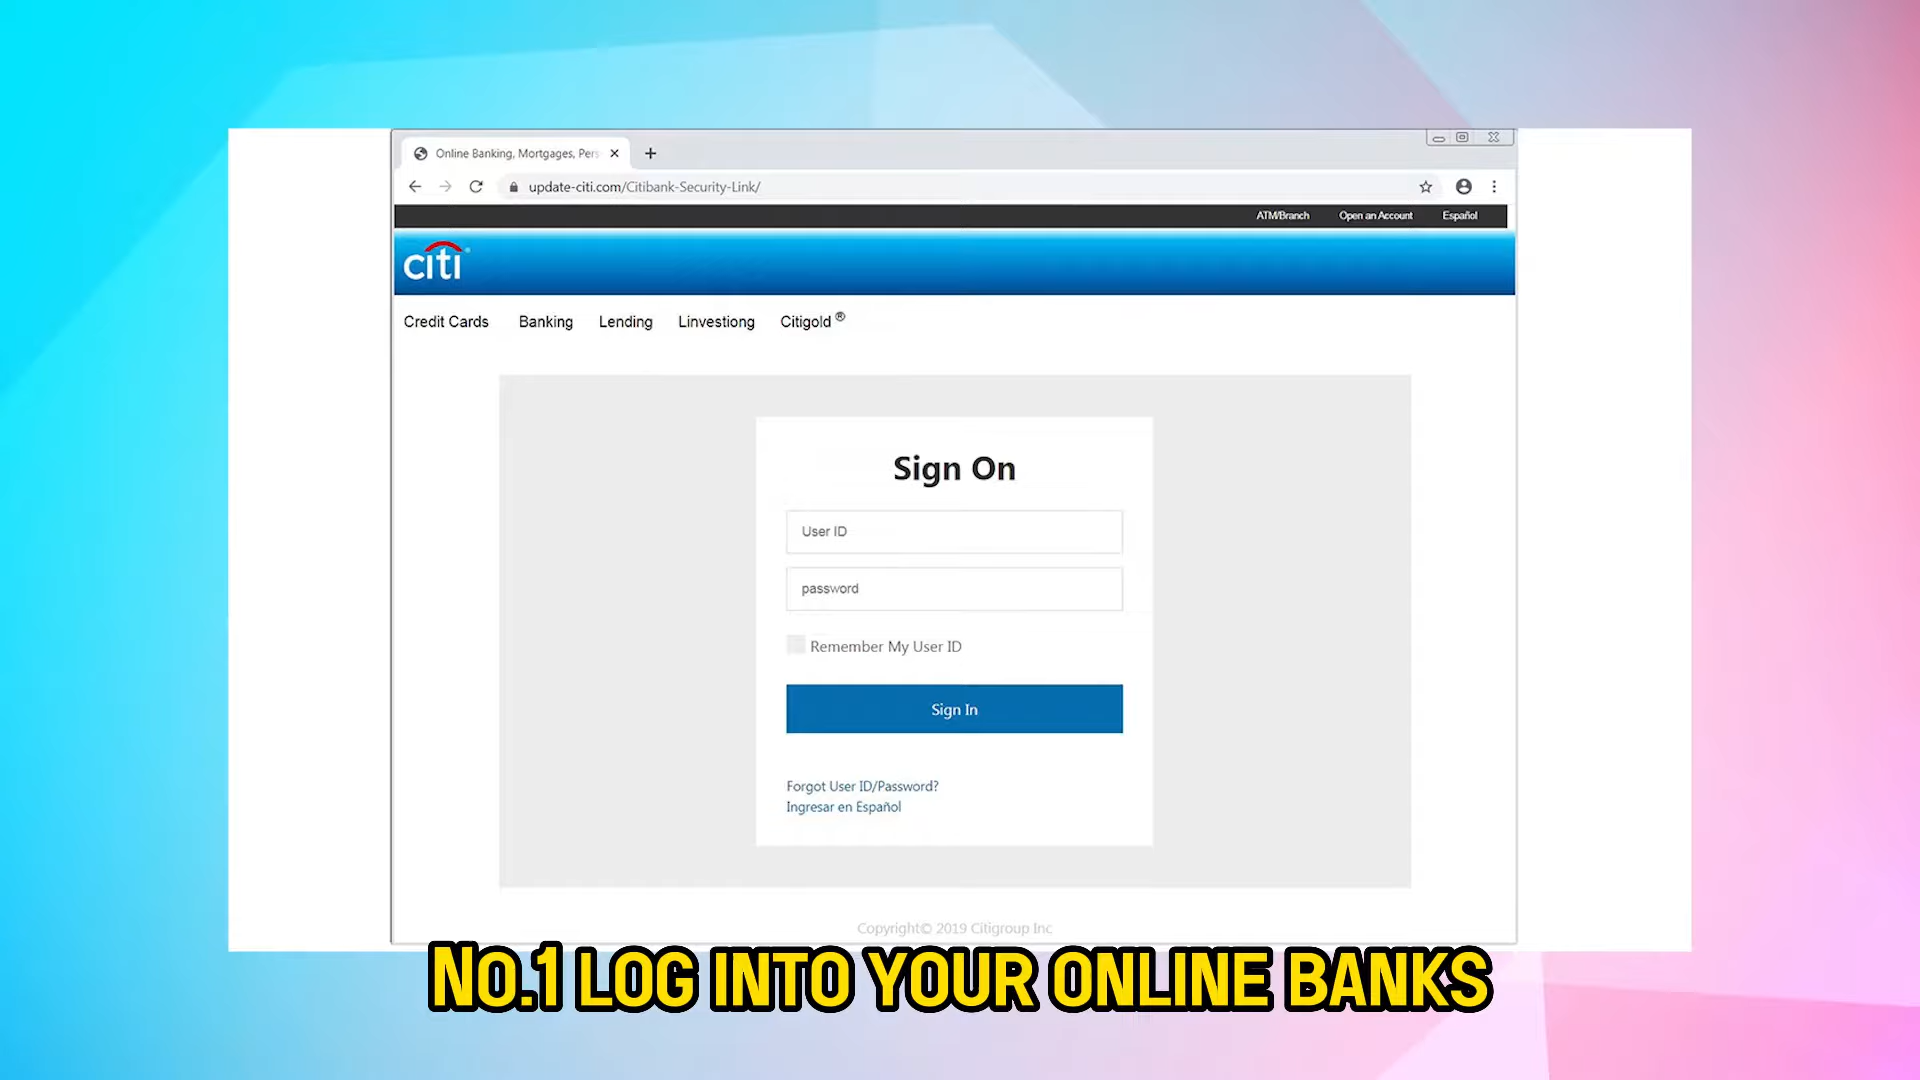 Online Banking, Mortgages, Pers
update-citi.com/Citibank-Security-Link/
ATM/Branch Open an Account Español
citi®
Credit Cards Banking Lending Linvestiong Citigold ®
Sign On
User ID
password
Remember My User ID
Sign In
Forgot User ID/Password?
Ingresar en Español
Copyright© 2019 Citigroup Inc
NO.1 LOG INTO YOUR ONLINE BANKS